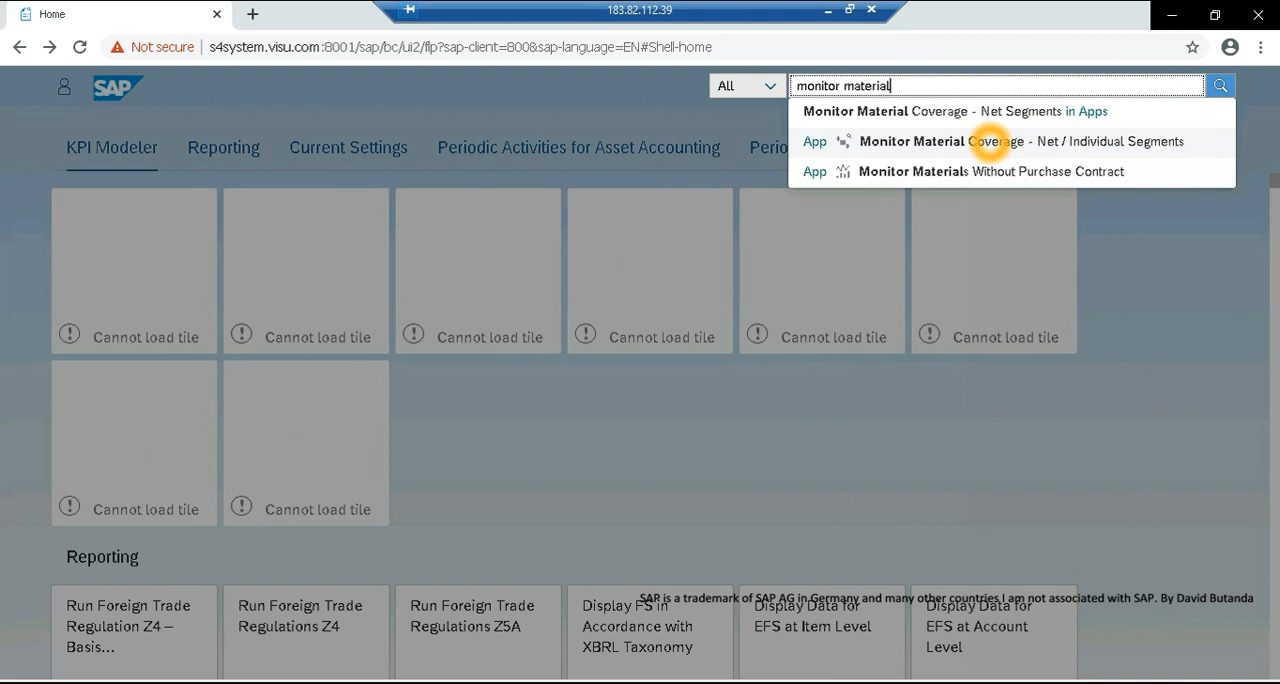 183.82.112.39
Home
Not secure s4system.visu.com:8001/sap/bc/ui2/flp?sap-client=800&sap-language=EN#Shell-home
SAP
All
monitor material
Monitor Material Coverage - Net Segments in Apps
App Monitor Material Coverage - Net / Individual Segments
App Monitor Materials Without Purchase Contract
KPI Modeler Reporting Current Settings Periodic Activities for Asset Accounting Perio
Cannot load tile
Cannot load tile
Cannot load tile
Cannot load tile
Cannot load tile
Cannot load tile
Cannot load tile
Cannot load tile
Reporting
Run Foreign Trade
Regulation Z4 –
Basis...
Run Foreign Trade
Regulations Z4
Run Foreign Trade
Regulations Z5A
Display FS in
Accordance with
XBRL Taxonomy
Display Data for
EFS at Item Level
Display Data for
EFS at Account
Level
SAP is a trademark of SAP AG in Germany and many other countries I am not associated with SAP. By David Butanda